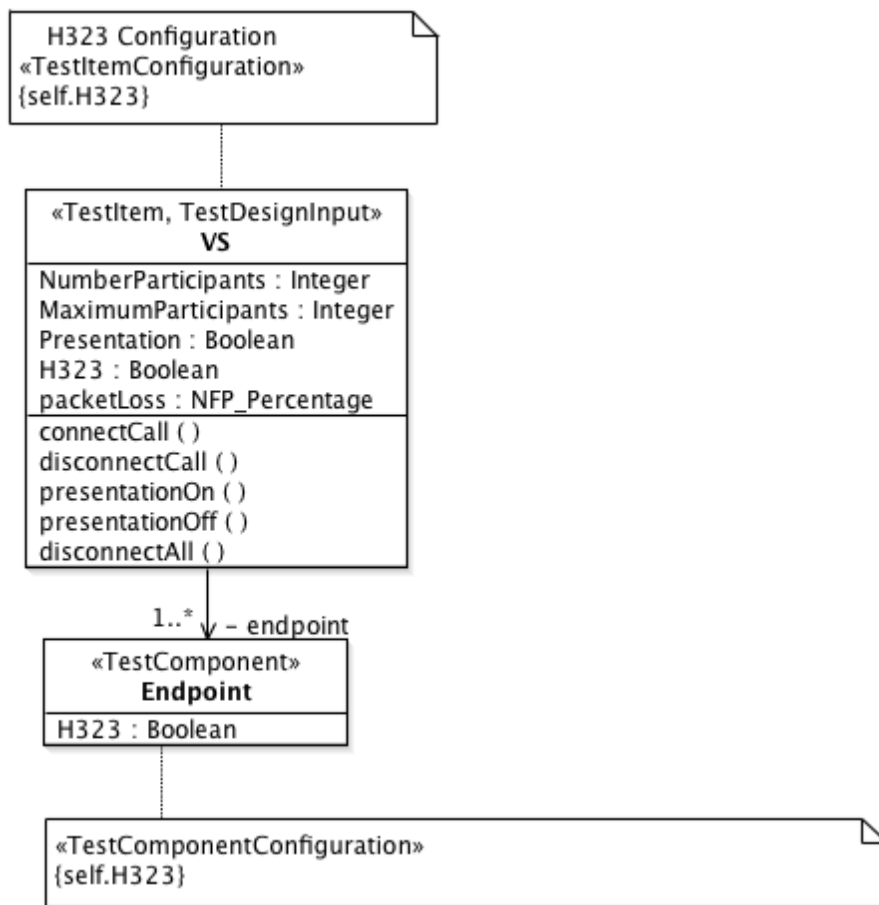 H323 Configuration
«TestItemConfiguration»
{self.H323}
«TestItem, TestDesignInput»
VS
NumberParticipants : Integer
MaximumParticipants : Integer
Presentation : Boolean
H323 : Boolean
packetLoss : NFP_Percentage
connectCall ( )
disconnectCall ( )
presentationOn ( )
presentationOff ( )
disconnectAll ( )
1..*
– endpoint
«TestComponent»
Endpoint
H323 : Boolean
«TestComponentConfiguration»
{self.H323}